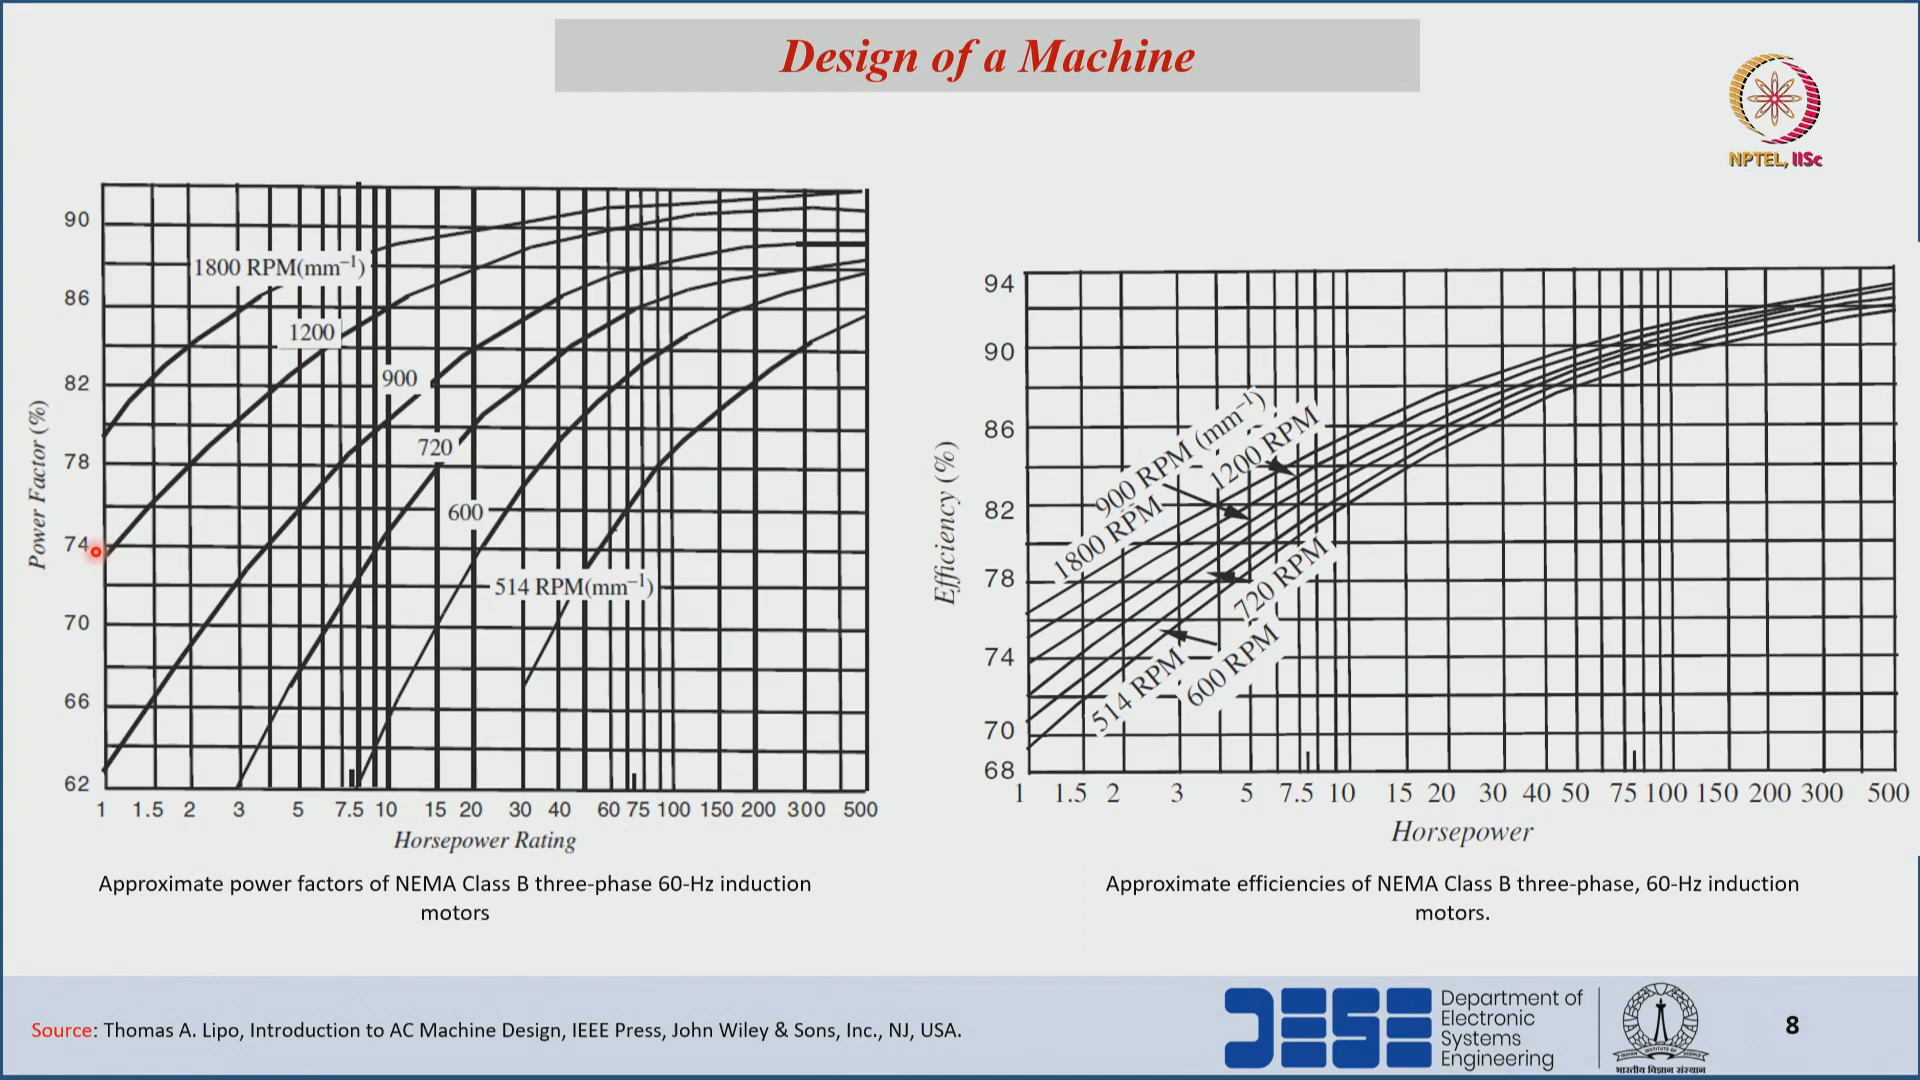 Design of a Machine
NPTEL, IISc
90
86
82
78
74
70
66
62
Power Factor (%)
1800 RPM(mm⁻¹)
1200
900
720
600
514 RPM(mm⁻¹)
1 1.5 2 3 5 7.5 10 15 20 30 40 60 75 100 150 200 300 500
Horsepower Rating
Approximate power factors of NEMA Class B three-phase 60-Hz induction
motors
94
90
86
82
78
74
70
68
Efficiency (%)
900 RPM (mm⁻¹)
1200 RPM
1800 RPM
720 RPM
600 RPM
514 RPM
1 1.5 2 3 5 7.5 10 15 20 30 40 50 75 100 150 200 300 500
Horsepower
Approximate efficiencies of NEMA Class B three-phase, 60-Hz induction
motors.
Source: Thomas A. Lipo, Introduction to AC Machine Design, IEEE Press, John Wiley & Sons, Inc., NJ, USA.
DESE
Department of
Electronic
Systems
Engineering
INDIAN INSTITUTE OF SCIENCE
भारतीय विज्ञान संस्थान
8